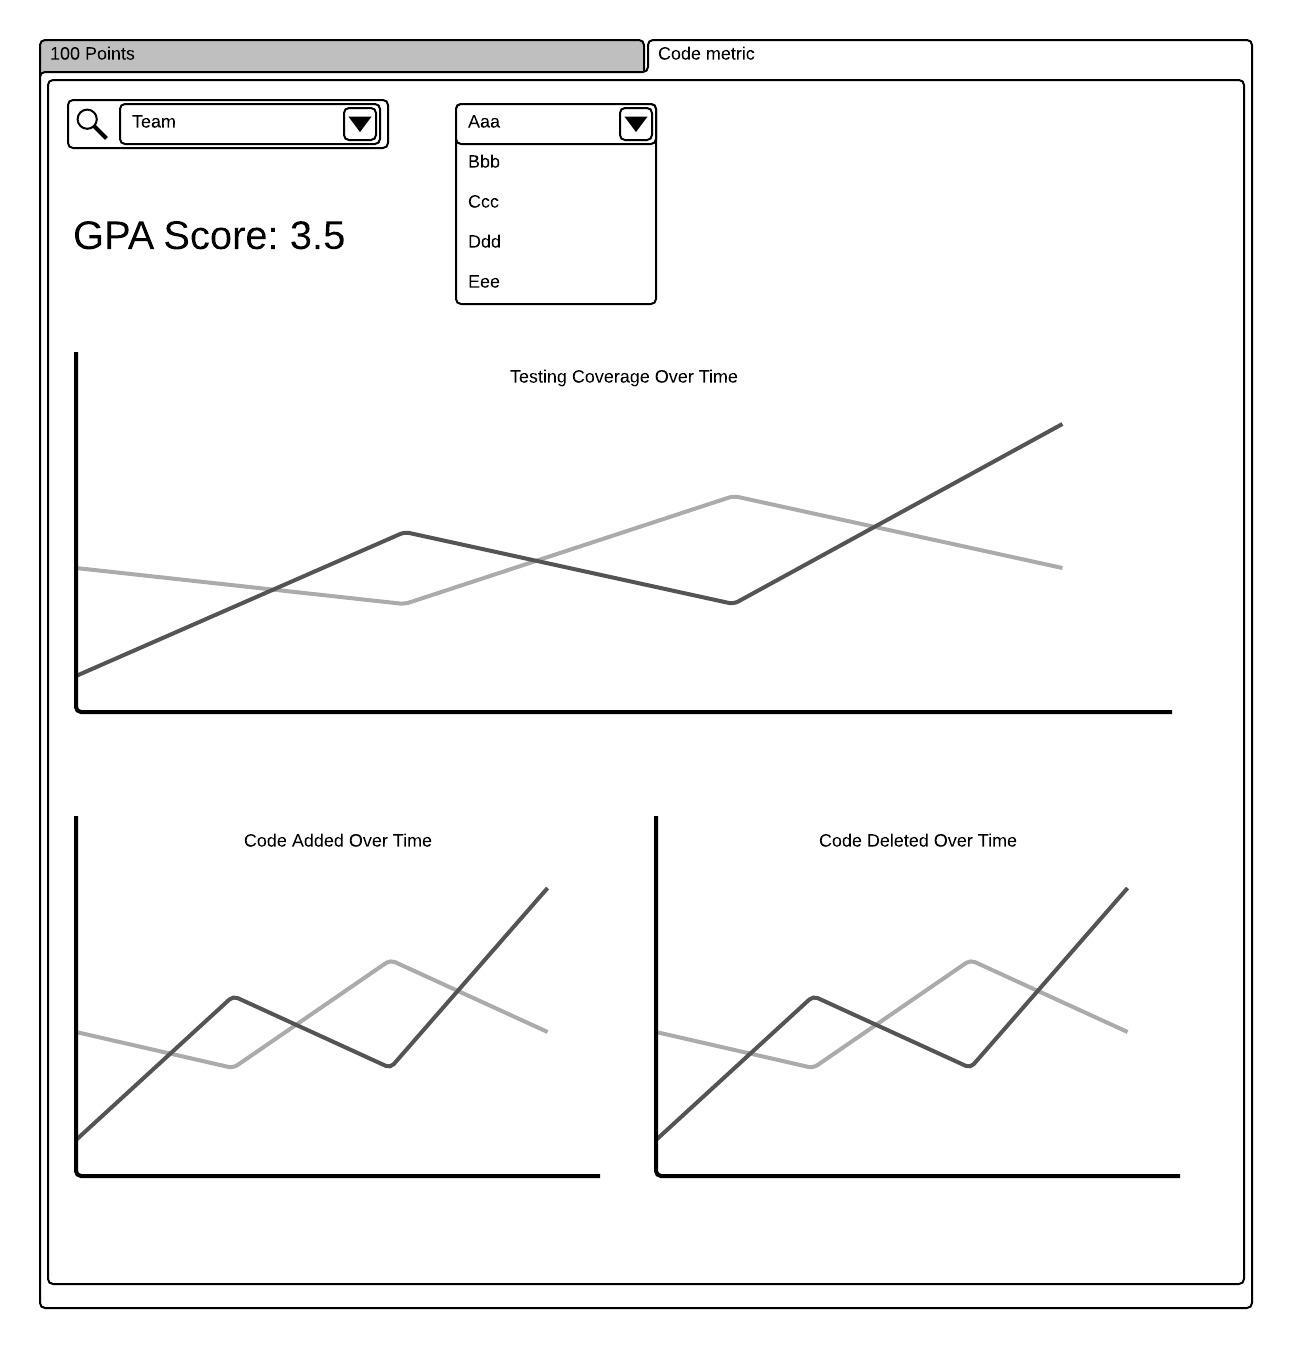 100 Points
Code metric
Team
Aaa
Bbb
Ccc
Ddd
Eee
GPA Score: 3.5
Testing Coverage Over Time
Code Added Over Time
Code Deleted Over Time